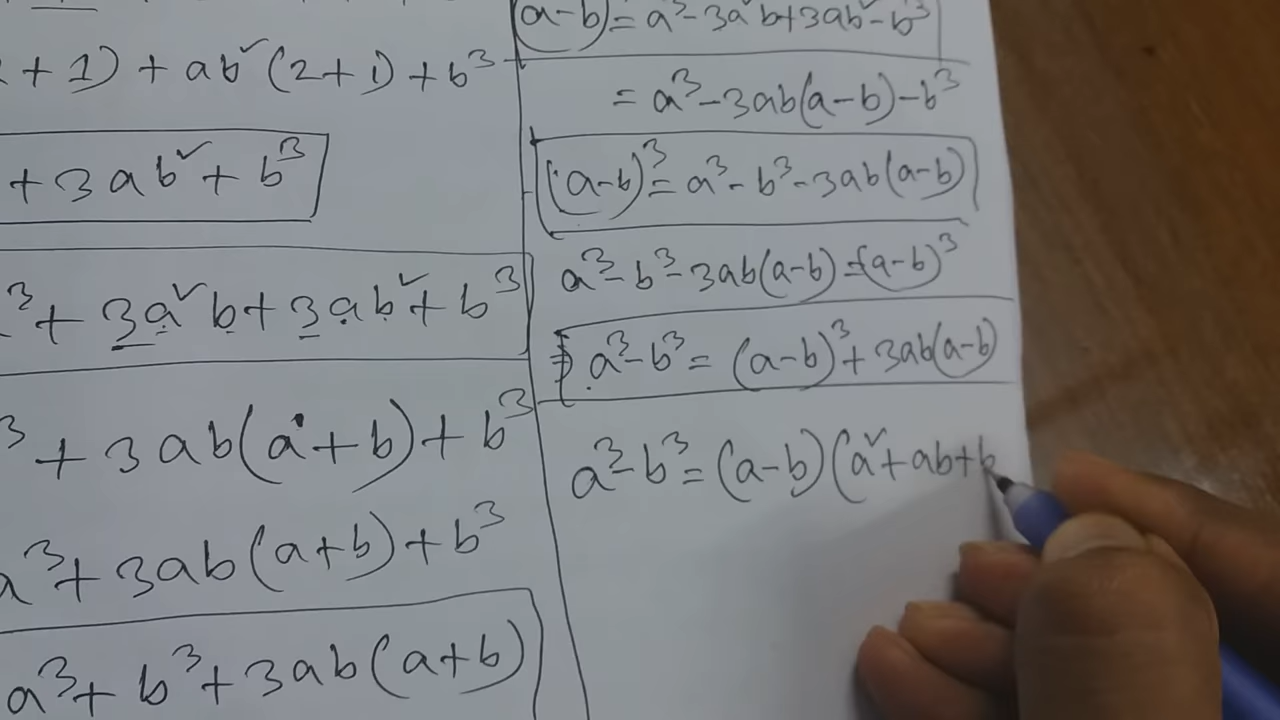 + 1) + ab²(2+1) + b³
+ 3ab² + b³
³ + 3a²b + 3ab² + b³
³ + 3ab(a + b) + b³
a³ + 3ab(a+b) + b³
a³ + b³ + 3ab(a+b)
(a-b) = a³ - 3a²b + 3ab² - b³
= a³ - 3ab(a-b) - b³
(a-b)³ = a³ - b³ - 3ab(a-b)
a³ - b³ - 3ab(a-b) = (a-b)³
⇒ a³ - b³ = (a-b)³ + 3ab(a-b)
a³ - b³ = (a-b)(a² + ab + b